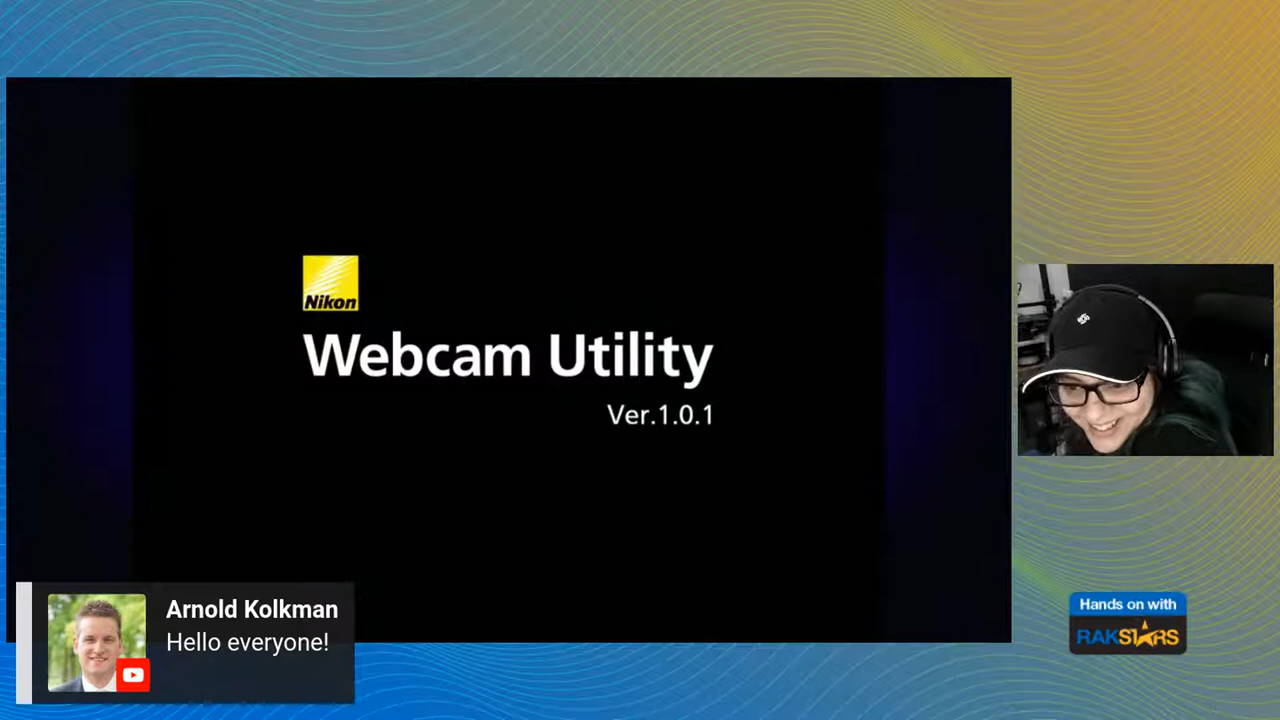 Nikon
Webcam Utility
Ver.1.0.1
Arnold Kolkman
Hello everyone!
Hands on with
RAKSTARS